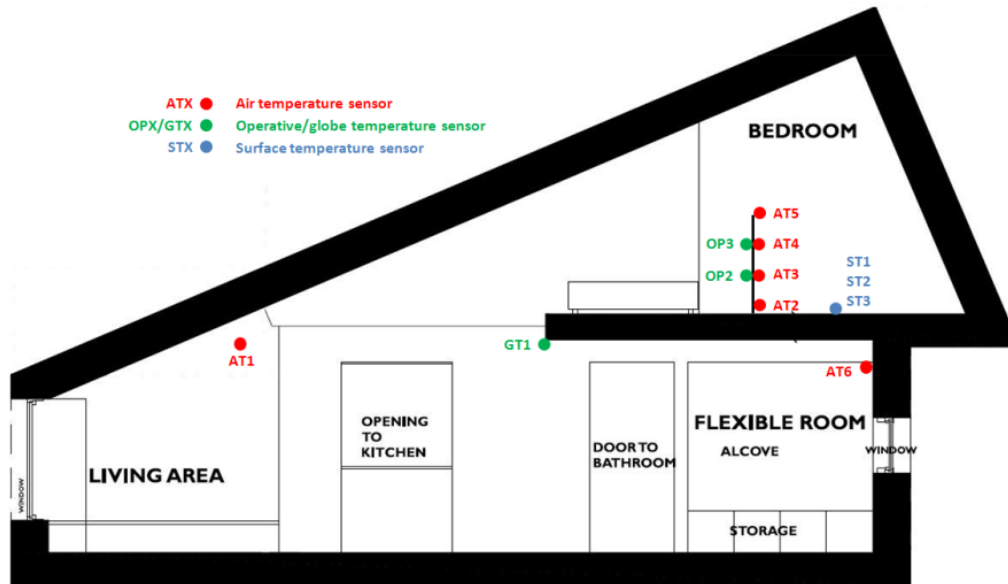 ATX Air temperature sensor
OPX/GTX Operative/globe temperature sensor
STX Surface temperature sensor
BEDROOM
AT5
OP3 AT4
OP2 AT3
AT2
ST1
ST2
ST3
AT1
GT1
AT6
OPENING
TO
KITCHEN
LIVING AREA
WINDOW
DOOR TO
BATHROOM
FLEXIBLE ROOM
ALCOVE
WINDOW
STORAGE